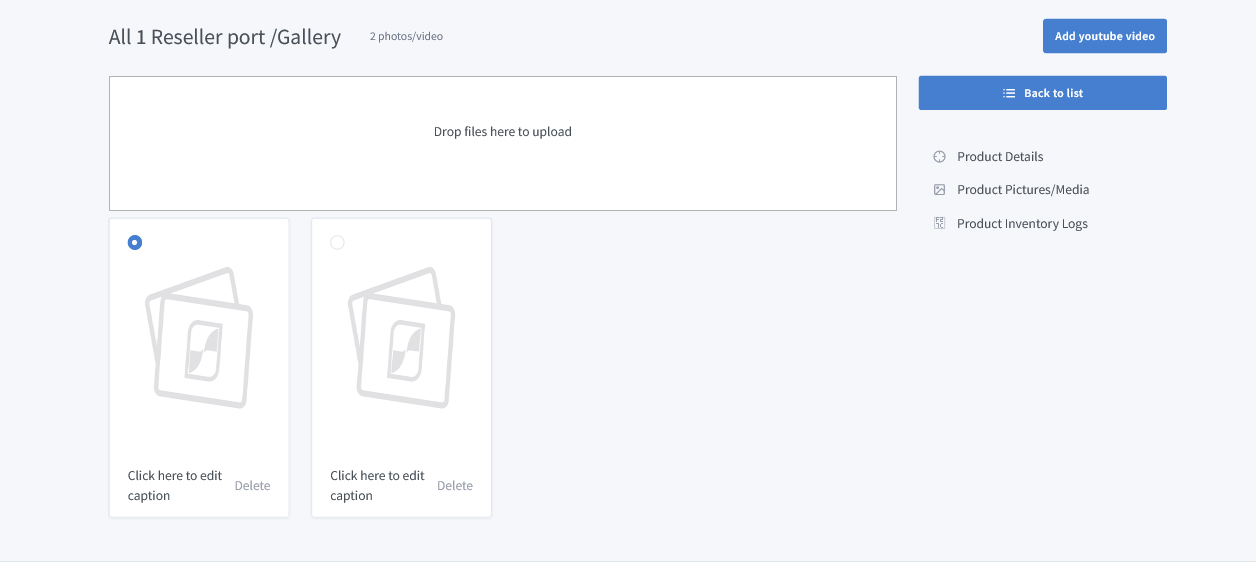 All 1 Reseller port /Gallery
2 photos/video
Add youtube video
Drop files here to upload
Back to list
Product Details
Product Pictures/Media
Product Inventory Logs
Click here to edit
caption
Delete
Click here to edit
caption
Delete